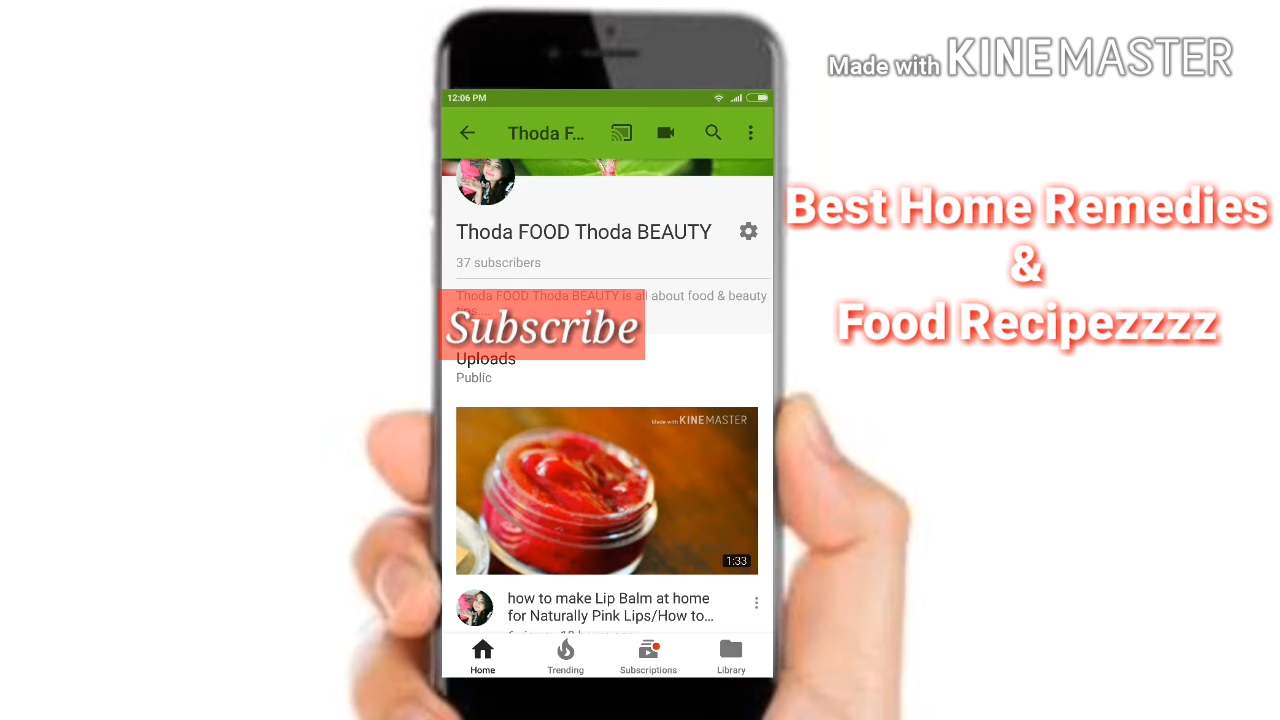 Made with KINEMASTER
12:06 PM
Thoda F...
Thoda FOOD Thoda BEAUTY
37 subscribers
Thoda FOOD Thoda BEAUTY is all about food & beauty
tips.....
Subscribe
Uploads
Public
Made with KINEMASTER
1:33
how to make Lip Balm at home
for Naturally Pink Lips/How to...
Home
Trending
Subscriptions
Library
Best Home Remedies
&
Food Recipezzzz